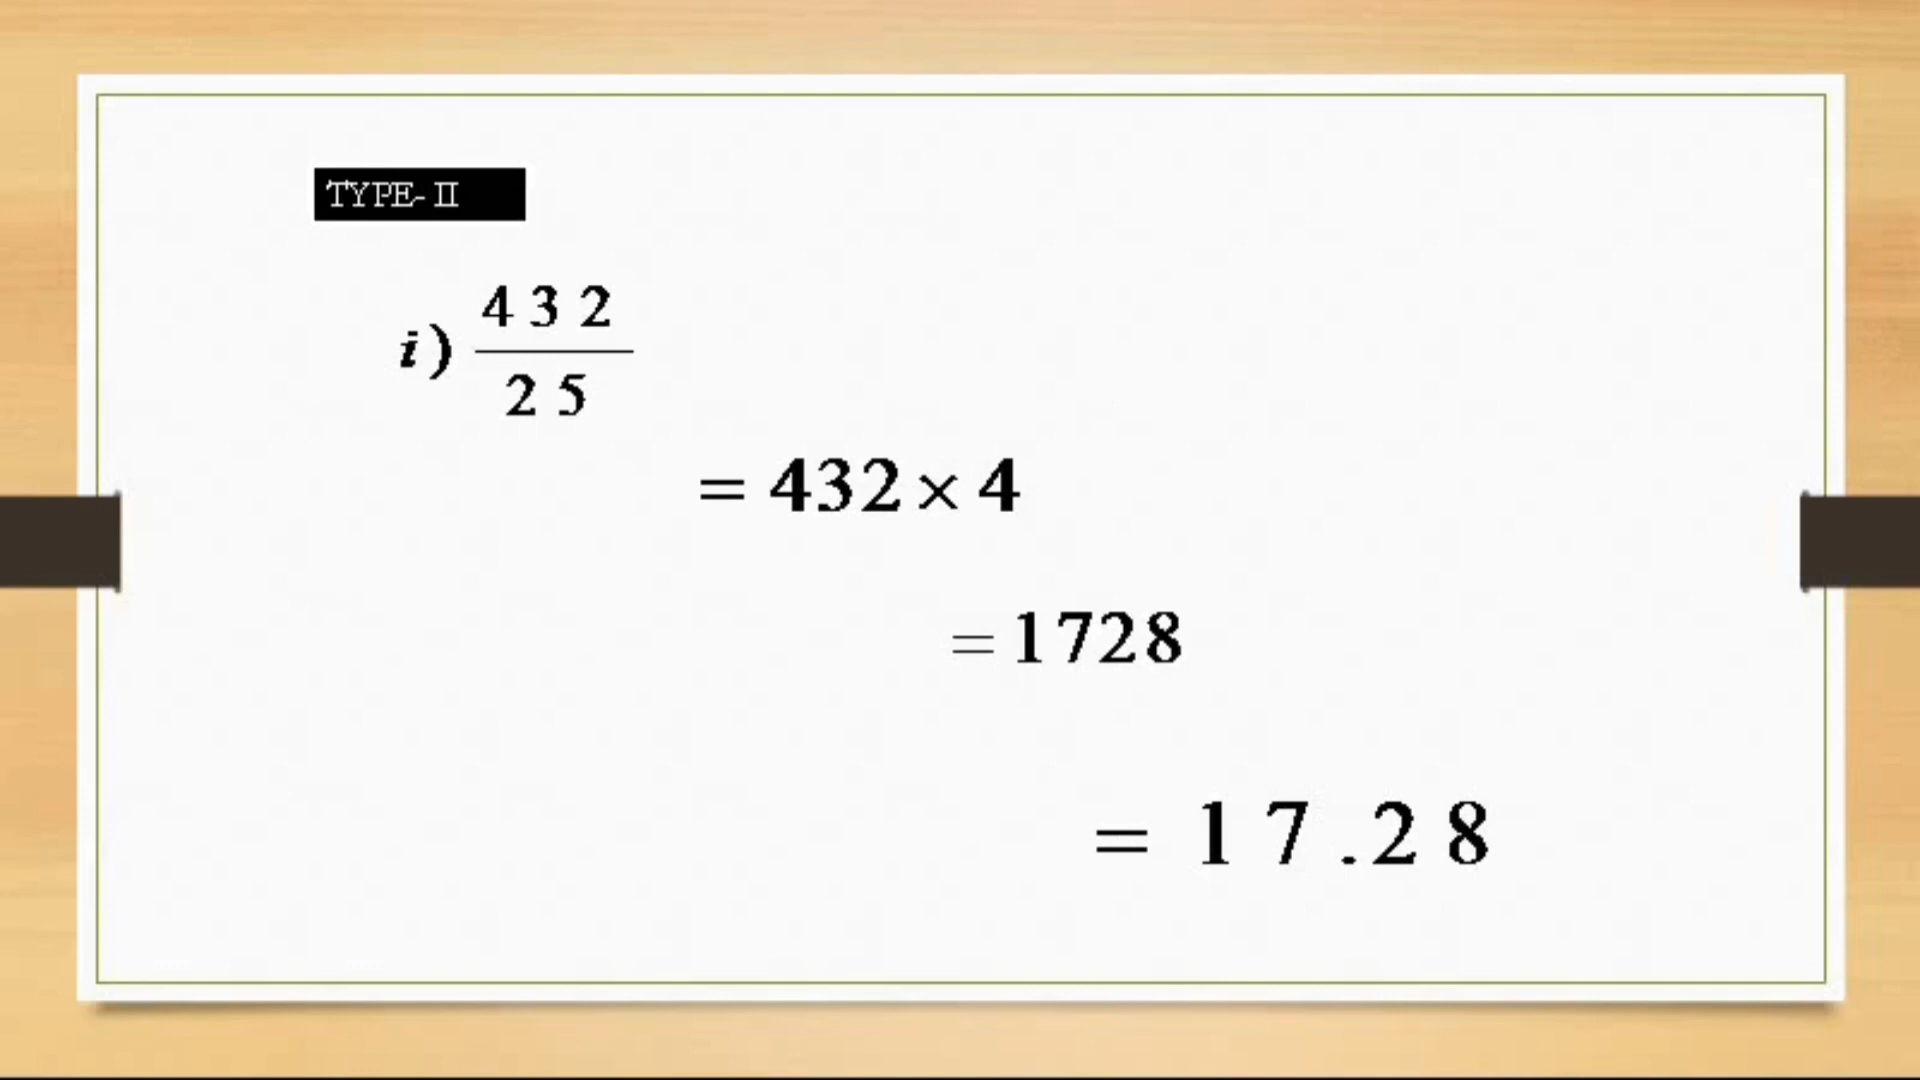 TYPE- II
i) 432/25
= 432 × 4
= 1728
= 17.28